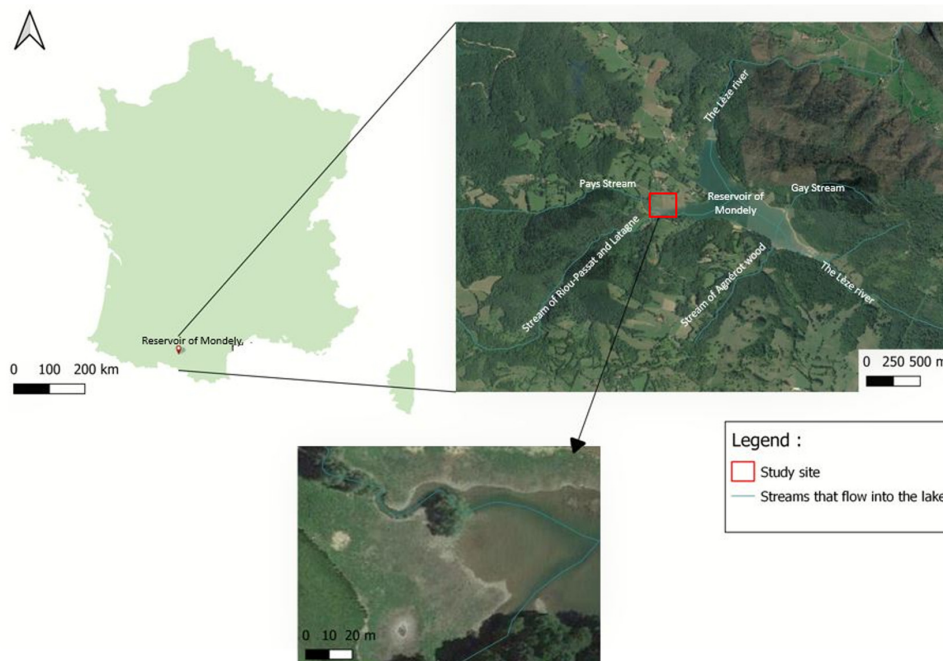 Reservoir of Mondely,
0 100 200 km
The Lèze river
Pays Stream
Reservoir of
Mondely
Gay Stream
Stream of Riou-Passat and Latagne
Stream of Agnérot wood
The Lèze river
0 250 500 m
Legend :
Study site
Streams that flow into the lake
0 10 20 m